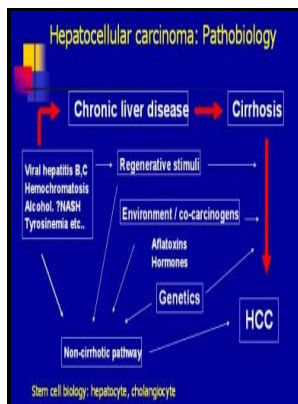 Hepatocellular carcinoma: Pathobiology
Chronic liver disease
Cirrhosis
Viral hepatitis B,C
Hemochromatosis
Alcohol. ?NASH
Tyrosinemia etc..
Regenerative stimuli
Environment / co-carcinogens
Aflatoxins
Hormones
Genetics
HCC
Non-cirrhotic pathway
Stem cell biology: hepatocyte, cholangiocyte